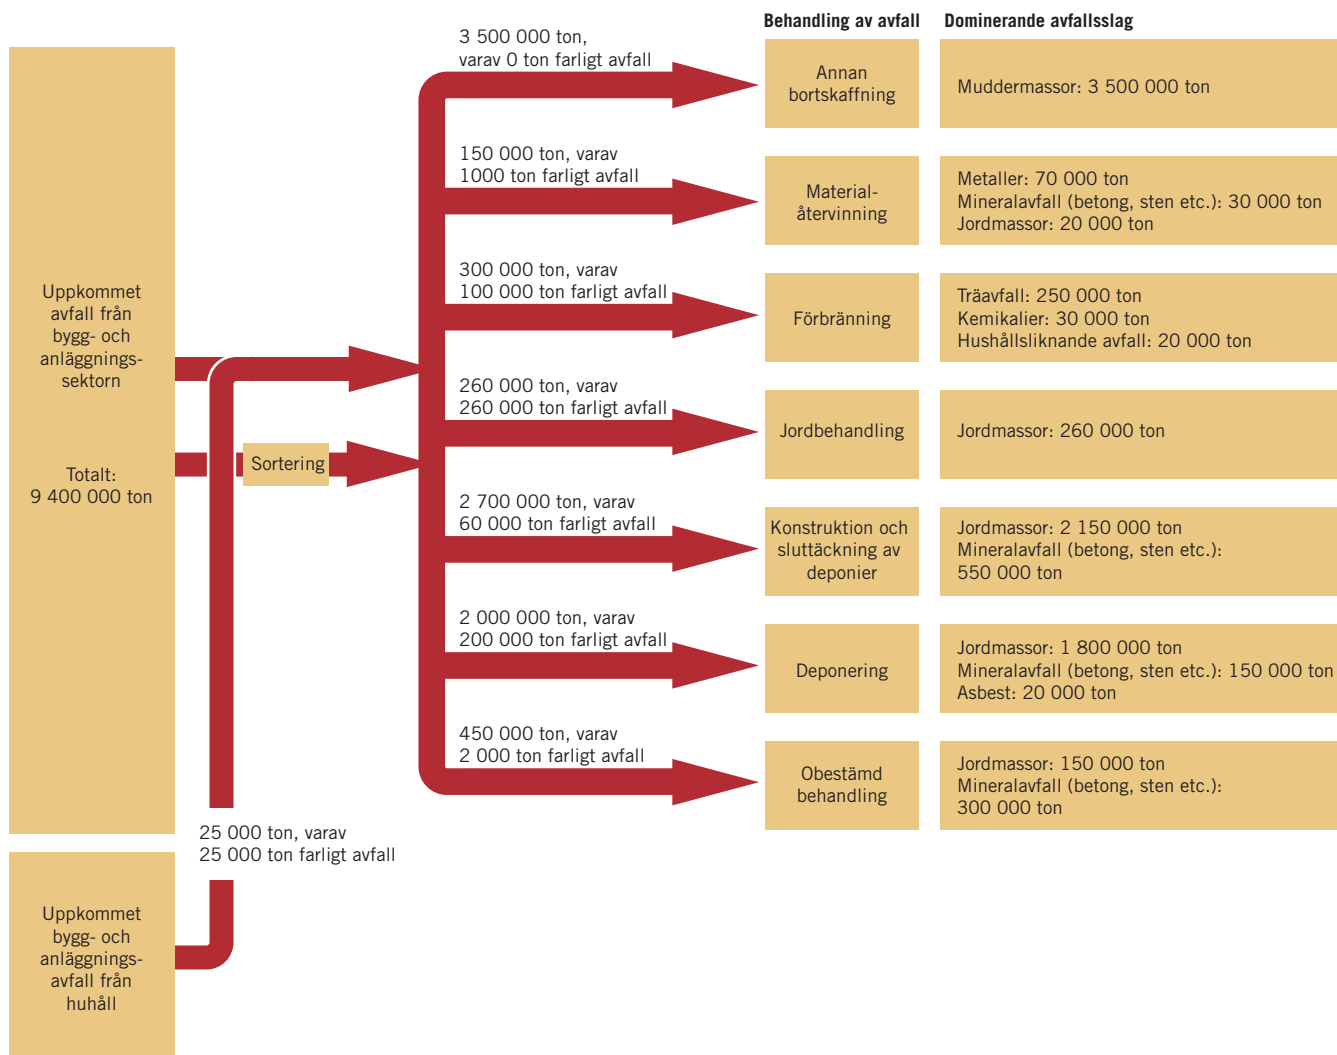 Behandling av avfall
Dominerande avfallsslag
Uppkommet
avfall från
bygg- och
anläggnings-
sektorn
Totalt:
9 400 000 ton
Sortering
25 000 ton, varav
25 000 ton farligt avfall
Uppkommet
bygg- och
anläggnings-
avfall från
huhåll
3 500 000 ton,
varav 0 ton farligt avfall
Annan
bortskaffning
Muddermassor: 3 500 000 ton
150 000 ton, varav
1000 ton farligt avfall
Material-
återvinning
Metaller: 70 000 ton
Mineralavfall (betong, sten etc.): 30 000 ton
Jordmassor: 20 000 ton
300 000 ton, varav
100 000 ton farligt avfall
Förbränning
Träavfall: 250 000 ton
Kemikalier: 30 000 ton
Hushållsliknande avfall: 20 000 ton
260 000 ton, varav
260 000 ton farligt avfall
Jordbehandling
Jordmassor: 260 000 ton
2 700 000 ton, varav
60 000 ton farligt avfall
Konstruktion och
sluttäckning av
deponier
Jordmassor: 2 150 000 ton
Mineralavfall (betong, sten etc.):
550 000 ton
2 000 000 ton, varav
200 000 ton farligt avfall
Deponering
Jordmassor: 1 800 000 ton
Mineralavfall (betong, sten etc.): 150 000 ton
Asbest: 20 000 ton
450 000 ton, varav
2 000 ton farligt avfall
Obestämd
behandling
Jordmassor: 150 000 ton
Mineralavfall (betong, sten etc.):
300 000 ton